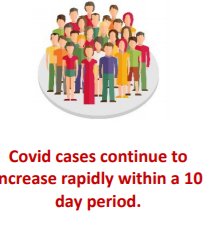 Covid cases continue to
ncrease rapidly within a 10
day period.